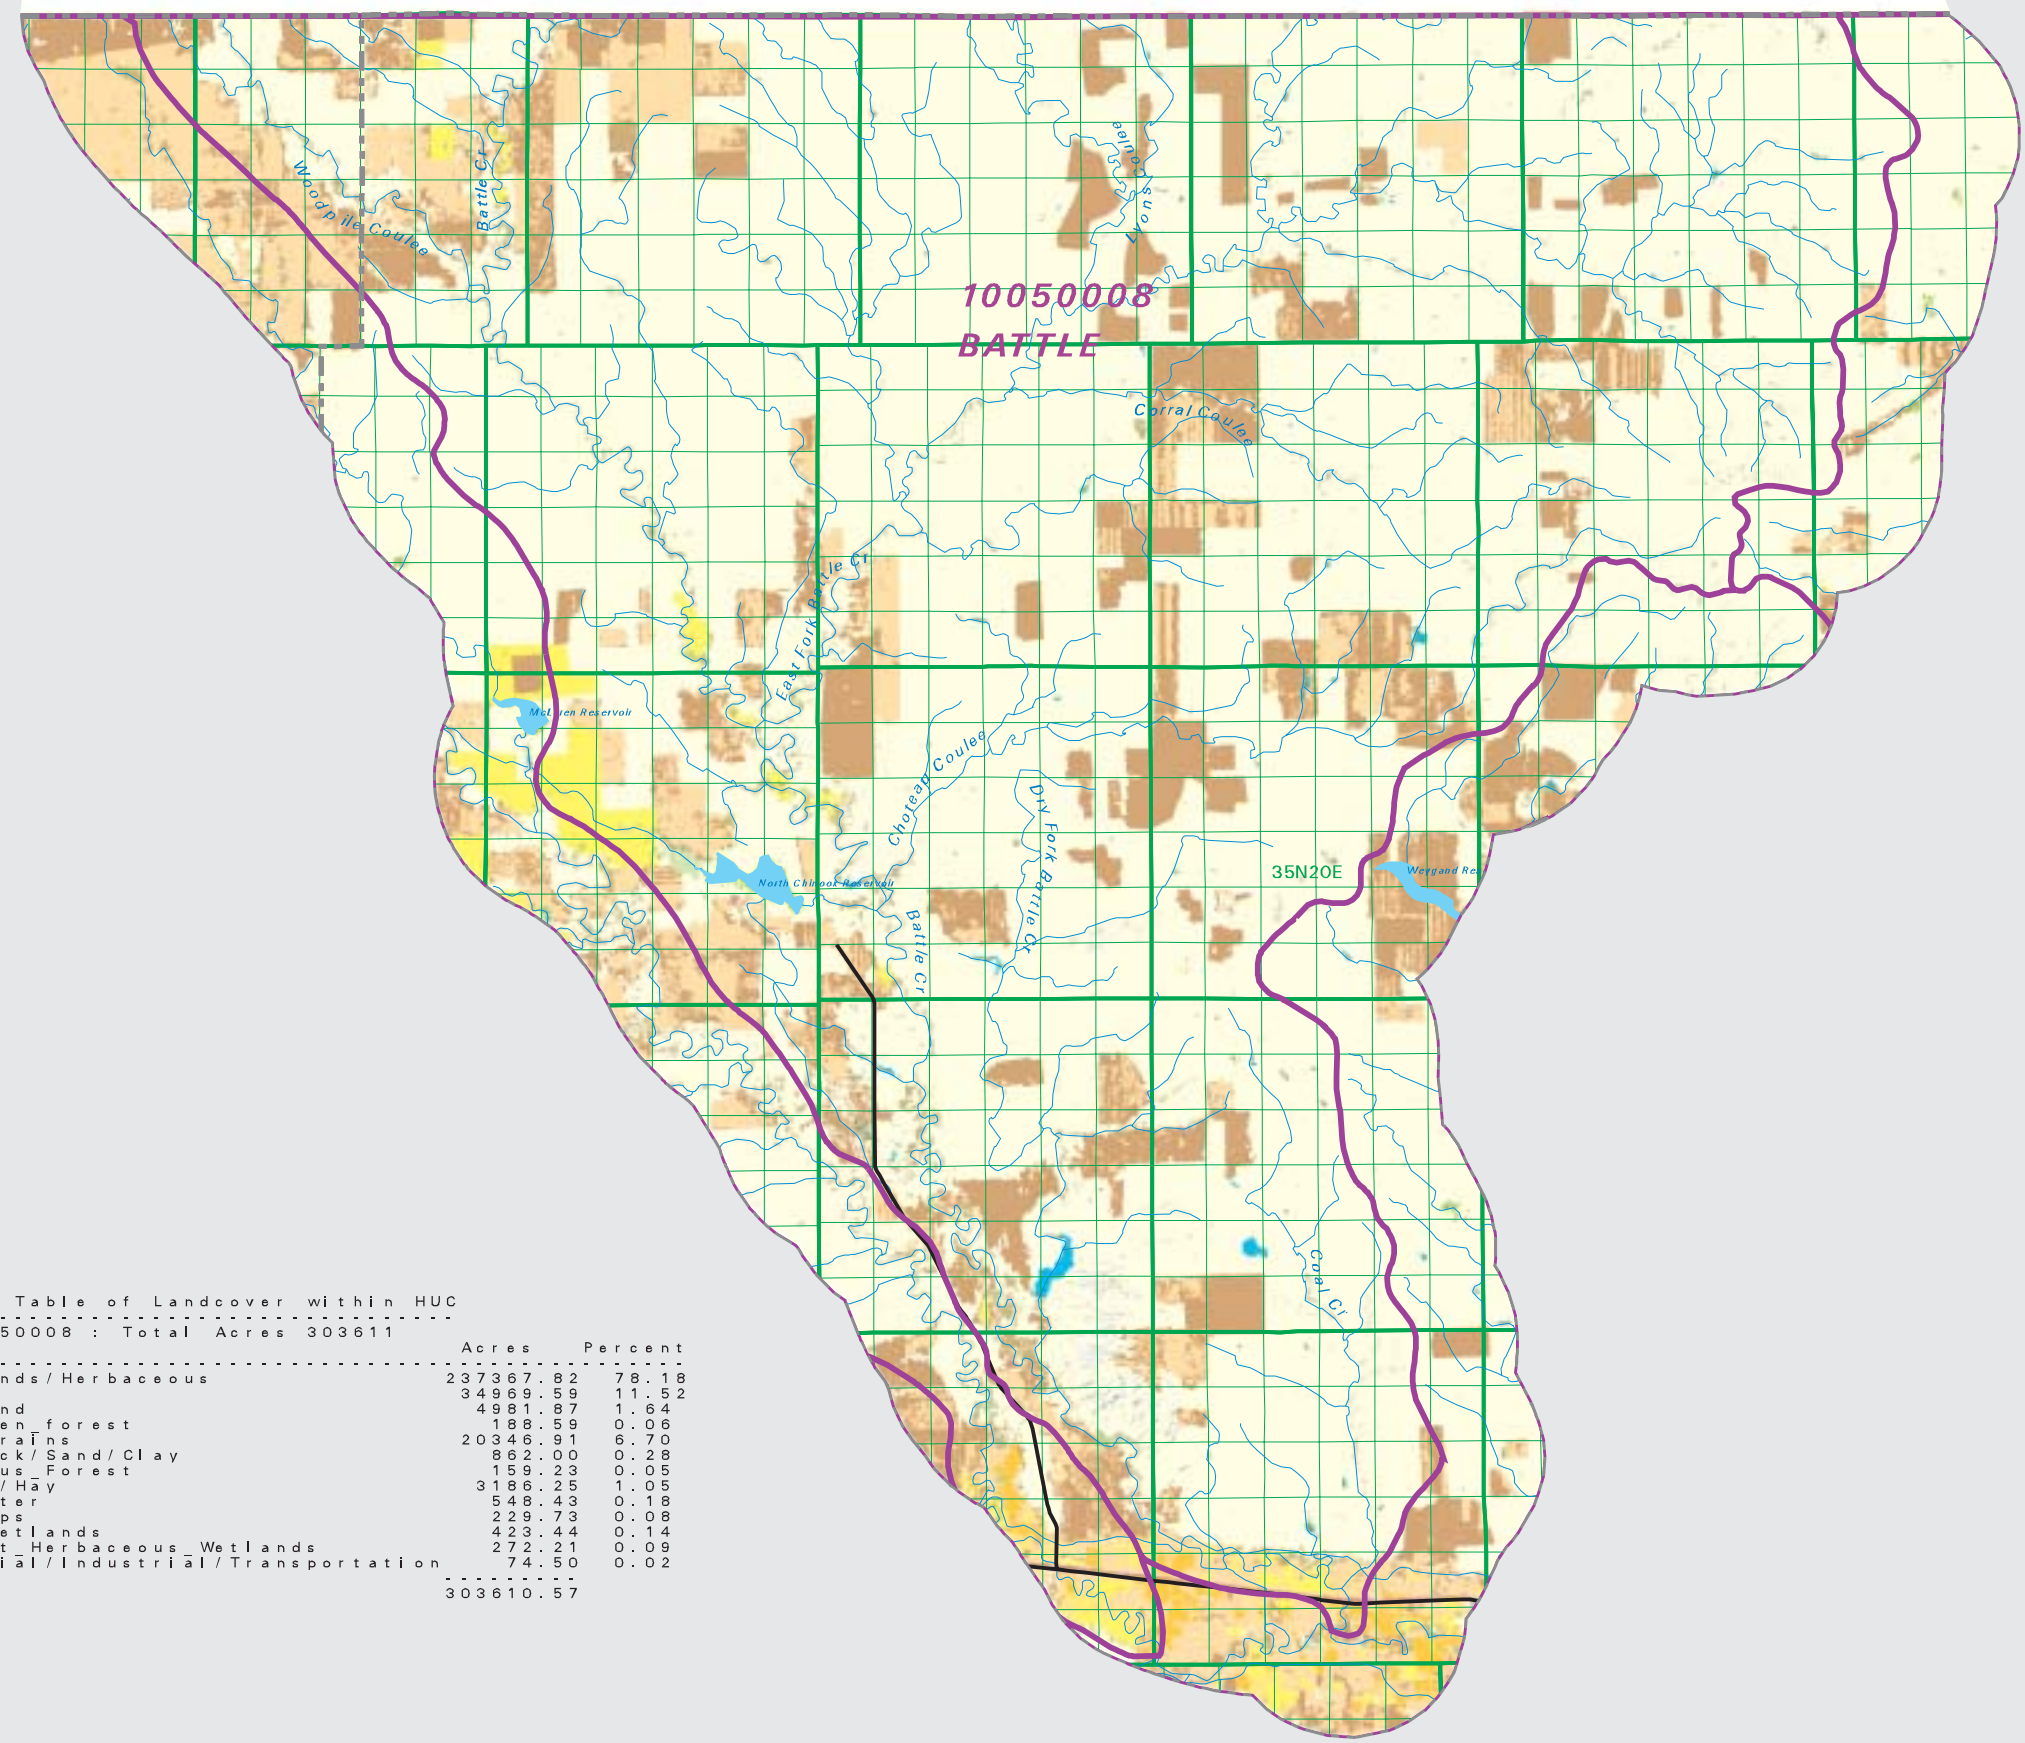 Woodpile Coulee
Battle Cr
Lyons Coulee
10050008
BATTLE
Corral Coulee
East Fork Battle Cr
McLuen Reservoir
Choteau Coulee
Dry Fork Battle Cr
35N20E
North Chinook Reservoir
Battle Cr
Coal Cr
Table of Landcover within HUC
50008 : Total Acres 303611
Acres Percent
nds/Herbaceous 237367.82 78.18
34969.59 11.52
nd 4981.87 1.64
en_forest 188.59 0.06
rains 20346.91 6.70
ck/Sand/Clay 862.00 0.28
us_Forest 159.23 0.05
/Hay 3186.25 1.05
ter 548.43 0.18
ps 229.73 0.08
etlands 423.44 0.14
t_Herbaceous_Wetlands 272.21 0.09
ial/Industrial/Transportation 74.50 0.02
303610.57